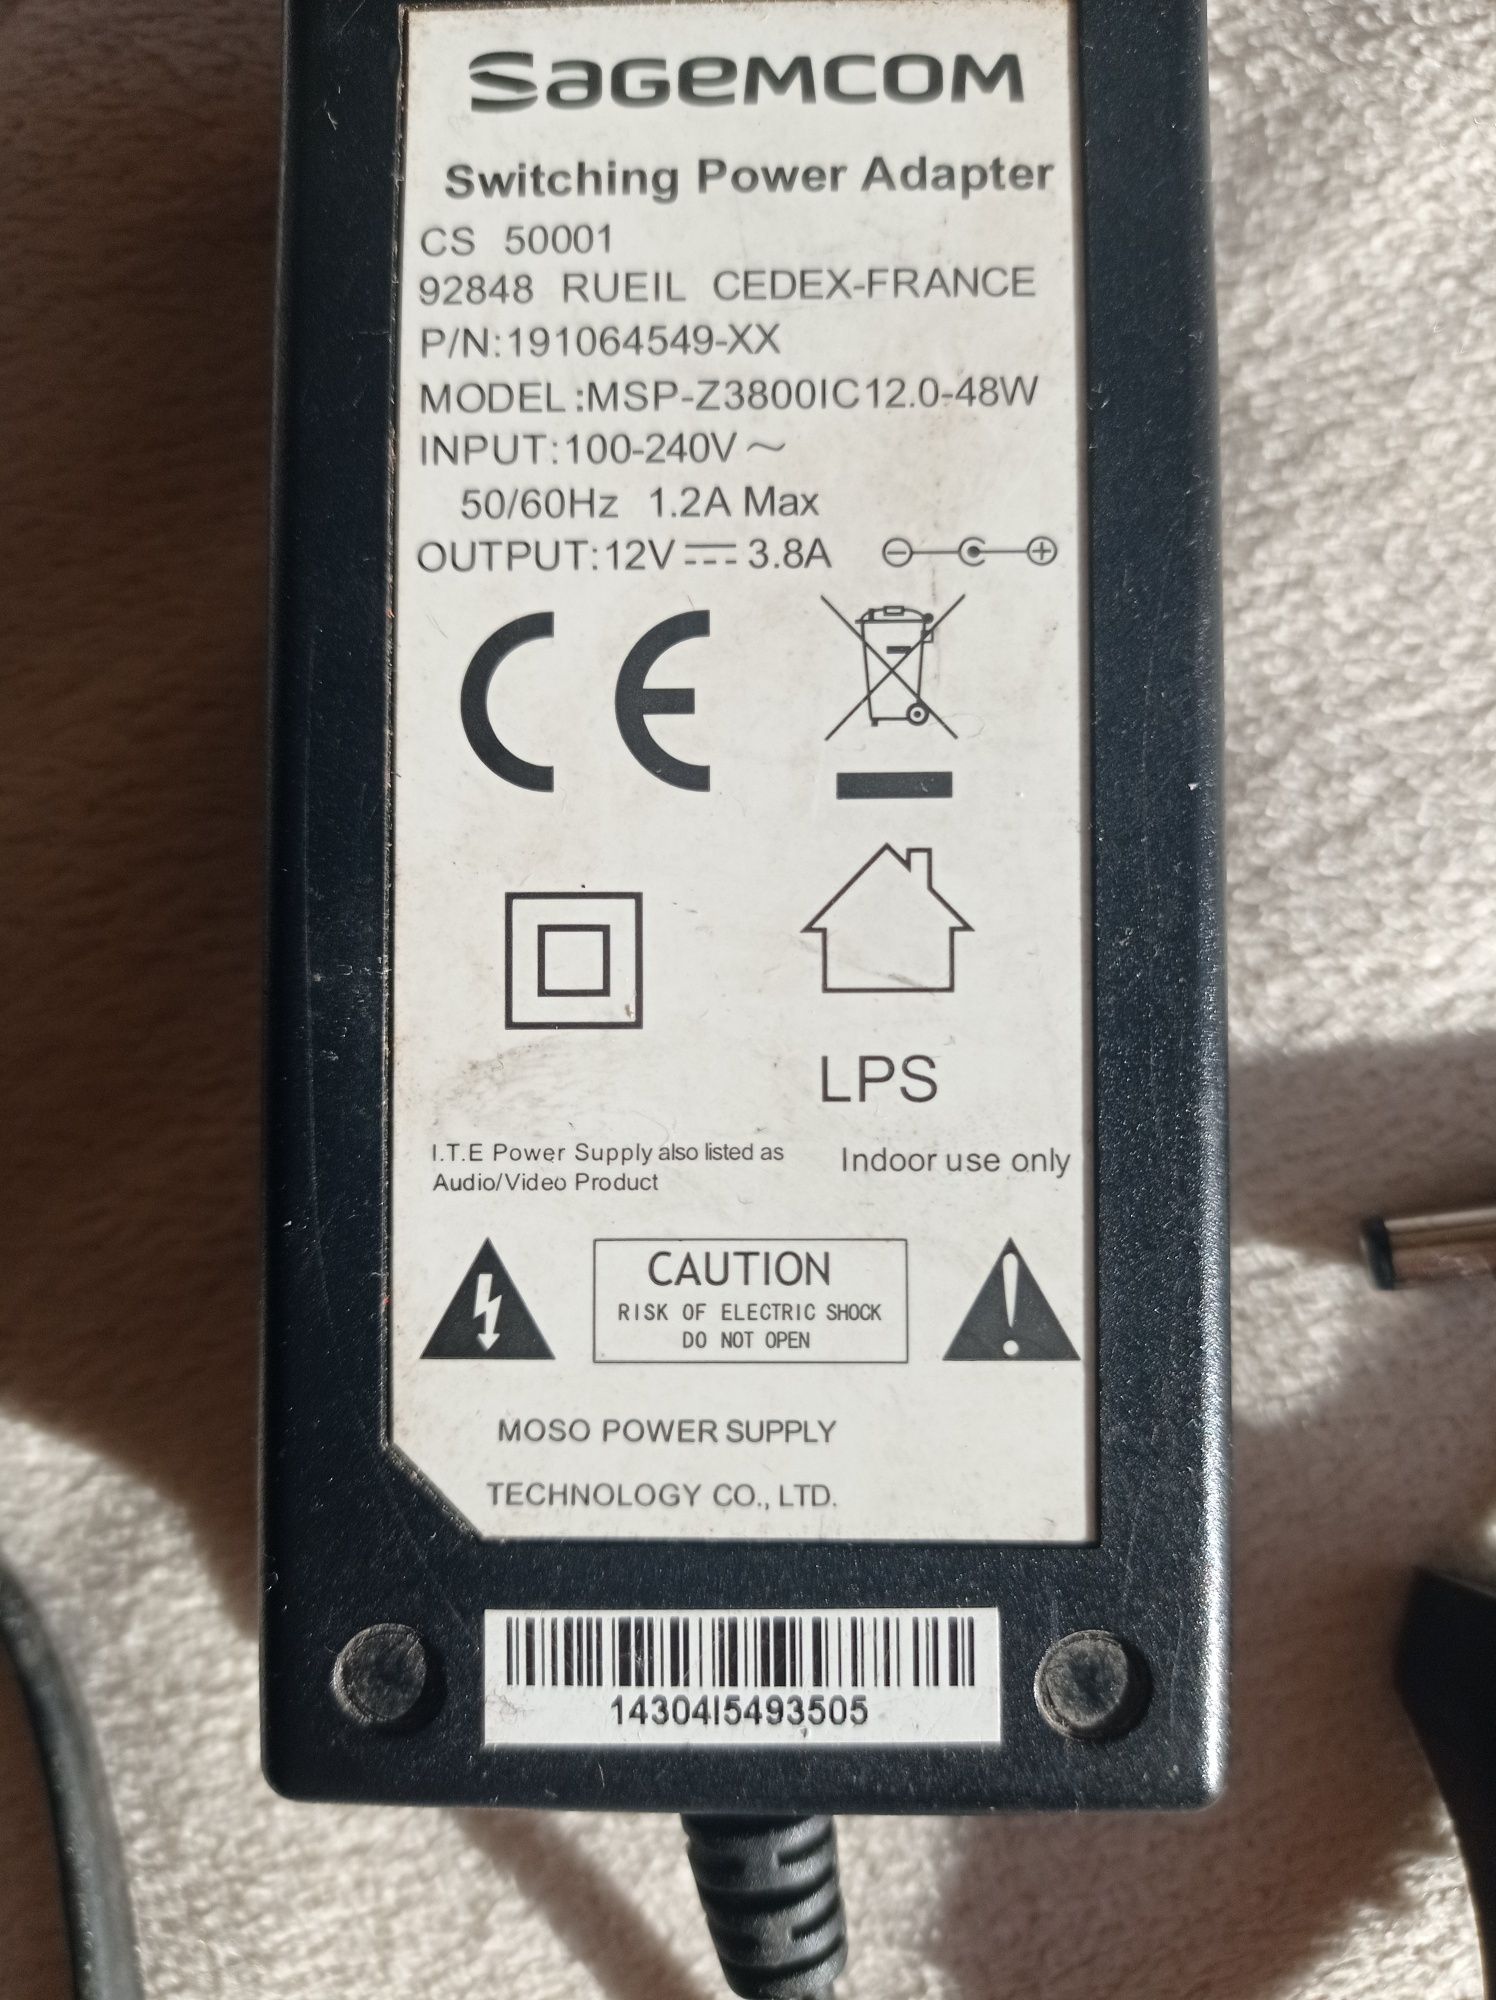 SAGEMCOM
Switching Power Adapter
CS 50001
92848 RUEIL CEDEX-FRANCE
P/N:191064549-XX
MODEL:MSP-Z3800IC12.0-48W
INPUT:100-240V~
50/60Hz 1.2A Max
OUTPUT:12V⎓3.8A
CE
LPS
I.T.E Power Supply also listed as
Audio/Video Product
Indoor use only
CAUTION
RISK OF ELECTRIC SHOCK
DO NOT OPEN
MOSO POWER SUPPLY
TECHNOLOGY CO., LTD.
14304I5493505